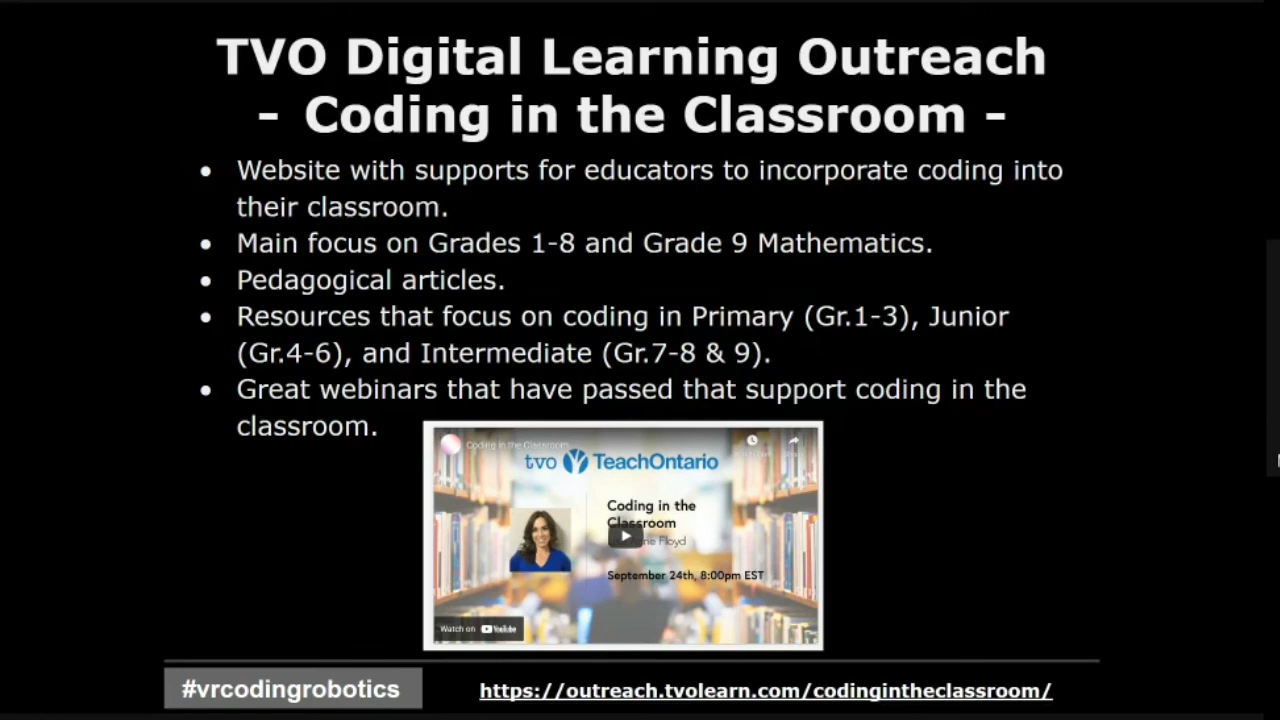 TVO Digital Learning Outreach
- Coding in the Classroom -
• Website with supports for educators to incorporate coding into
their classroom.
• Main focus on Grades 1-8 and Grade 9 Mathematics.
• Pedagogical articles.
• Resources that focus on coding in Primary (Gr.1-3), Junior
(Gr.4-6), and Intermediate (Gr.7-8 & 9).
• Great webinars that have passed that support coding in the
classroom.
Coding in the Classroom
tvo TeachOntario
Coding in the
Classroom
Floyd
September 24th, 8:00pm EST
Watch on YouTube
#vrcodingrobotics
https://outreach.tvolearn.com/codingintheclassroom/